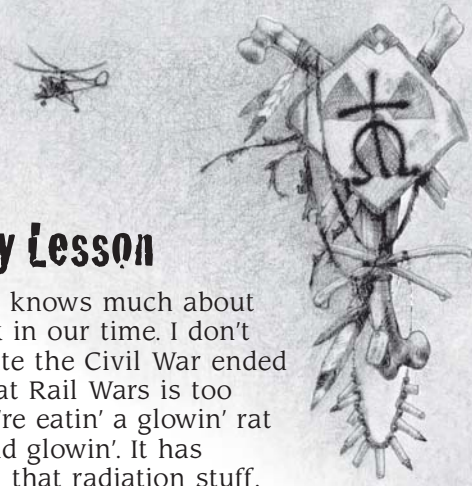 y Lesson
knows much about
k in our time. I don't
te the Civil War ended
at Rail Wars is too
're eatin' a glowin' rat
d glowin'. It has
that radiation stuff.